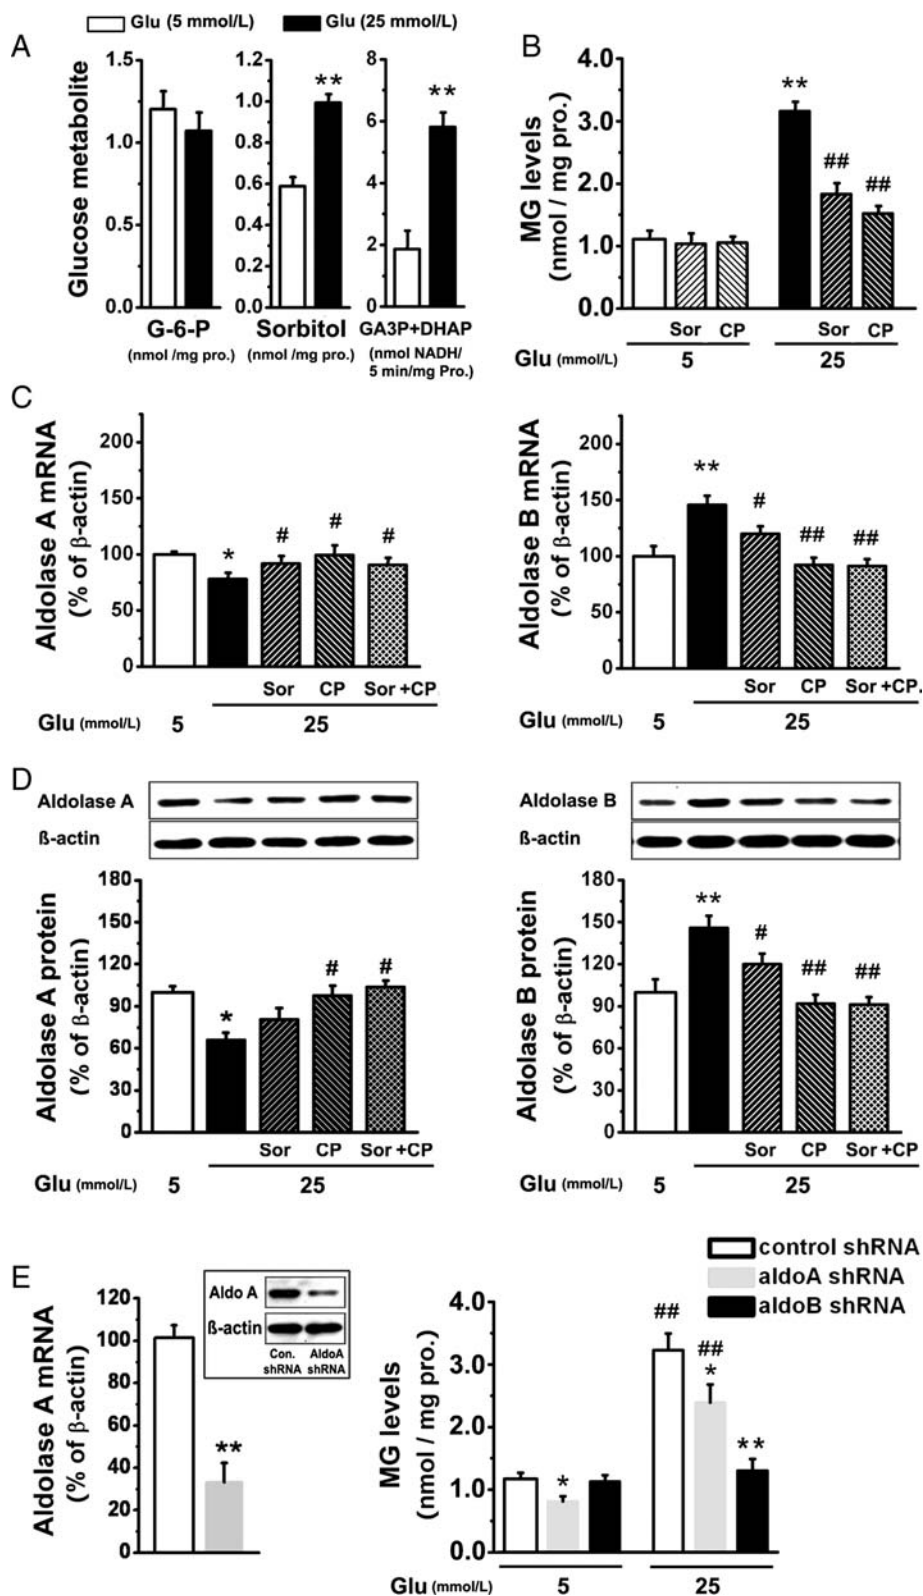 Glu (5 mmol/L) Glu (25 mmol/L)
A
Glucose metabolite
1.5
1.0
0.5
0.0
G-6-P
(nmol /mg pro.)
1.2
1.0
0.8
0.6
0.4
0.2
0.0
**
Sorbitol
(nmol /mg pro.)
8
6
4
2
0
**
GA3P+DHAP
(nmol NADH/
5 min/mg Pro.)
B
MG levels
(nmol / mg pro.)
4.0
3.0
2.0
1.0
0.0
**
##
##
Sor CP Sor CP
Glu (mmol/L) 5 25
C
Aldolase A mRNA
(% of β-actin)
200
150
100
50
0
*
#
#
#
Sor CP Sor +CP
Glu (mmol/L) 5 25
Aldolase B mRNA
(% of β-actin)
200
150
100
50
0
**
#
##
##
Sor CP Sor +CP.
Glu (mmol/L) 5 25
D
Aldolase A
ß-actin
Aldolase A protein
(% of β-actin)
180
150
120
90
60
30
0
*
#
#
Sor CP Sor +CP
Glu (mmol/L) 5 25
Aldolase B
ß-actin
Aldolase B protein
(% of β-actin)
180
150
120
90
60
30
0
**
#
##
##
Sor CP Sor +CP
Glu (mmol/L) 5 25
E
Aldolase A mRNA
(% of β-actin)
120
100
80
60
40
20
0
**
Aldo A
ß-actin
Con. AldoA
shRNA shRNA
control shRNA
aldoA shRNA
aldoB shRNA
MG levels
(nmol / mg pro.)
4.0
3.0
2.0
1.0
0.0
*
##
##
*
**
Glu (mmol/L) 5 25